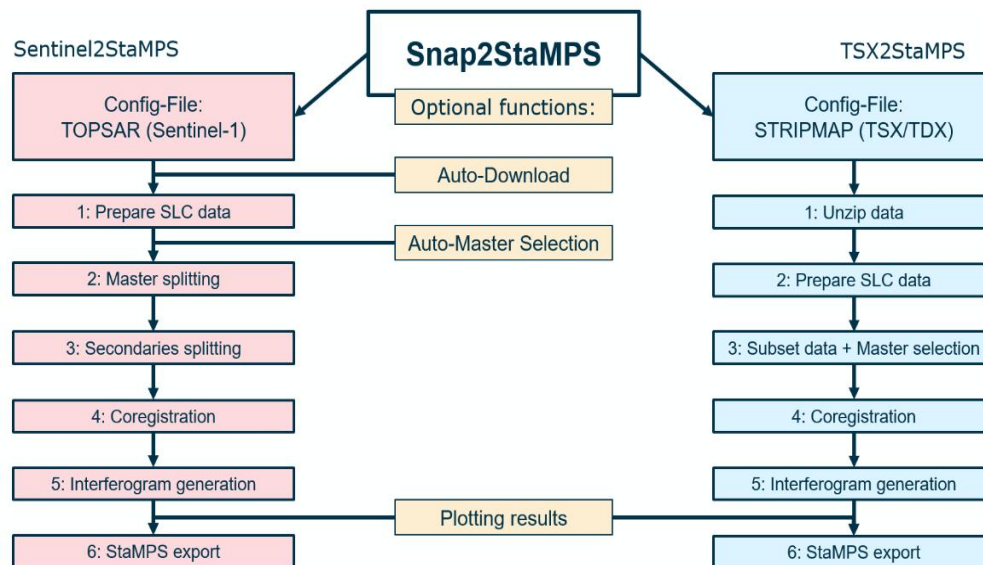 Sentinel2StaMPS
Snap2StaMPS
TSX2StaMPS
Config-File:
TOPSAR (Sentinel-1)
Optional functions:
Config-File:
STRIPMAP (TSX/TDX)
Auto-Download
1: Prepare SLC data
1: Unzip data
Auto-Master Selection
2: Master splitting
2: Prepare SLC data
3: Secondaries splitting
3: Subset data + Master selection
4: Coregistration
4: Coregistration
5: Interferogram generation
5: Interferogram generation
Plotting results
6: StaMPS export
6: StaMPS export